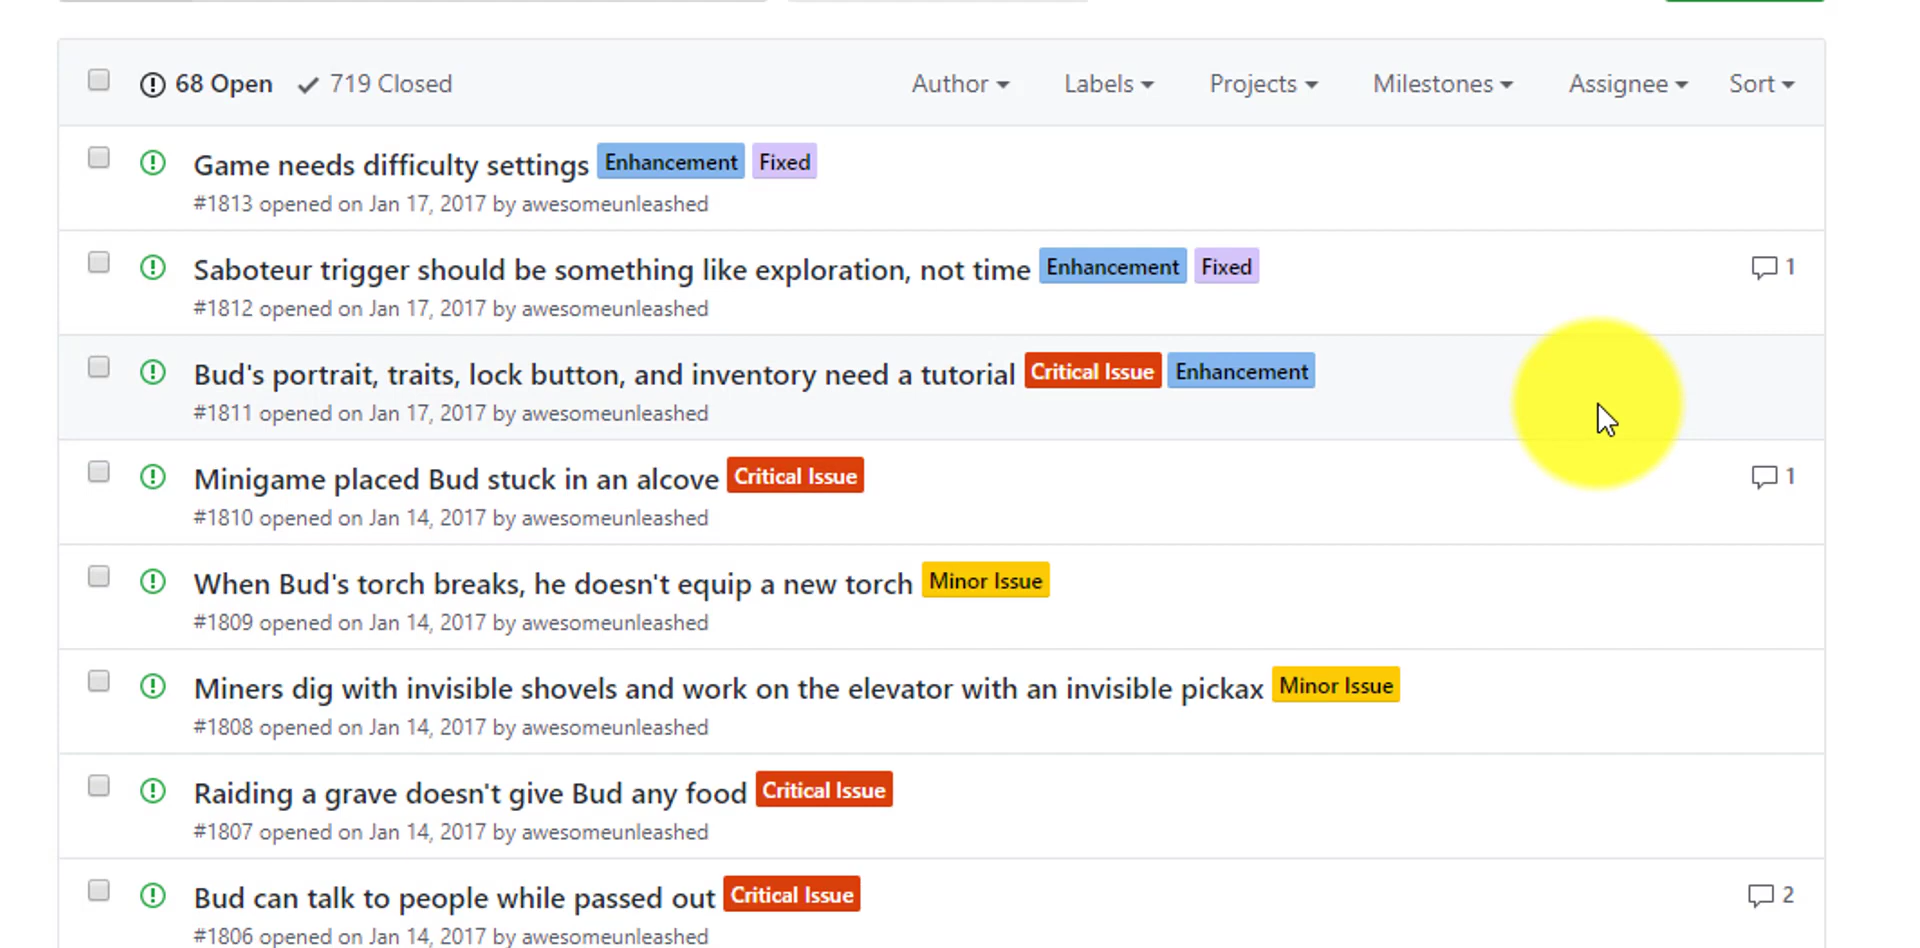 68 Open 719 Closed Author Labels Projects Milestones Assignee Sort
Game needs difficulty settings Enhancement Fixed
#1813 opened on Jan 17, 2017 by awesomeunleashed
Saboteur trigger should be something like exploration, not time Enhancement Fixed 1
#1812 opened on Jan 17, 2017 by awesomeunleashed
Bud's portrait, traits, lock button, and inventory need a tutorial Critical Issue Enhancement
#1811 opened on Jan 17, 2017 by awesomeunleashed
Minigame placed Bud stuck in an alcove Critical Issue 1
#1810 opened on Jan 14, 2017 by awesomeunleashed
When Bud's torch breaks, he doesn't equip a new torch Minor Issue
#1809 opened on Jan 14, 2017 by awesomeunleashed
Miners dig with invisible shovels and work on the elevator with an invisible pickax Minor Issue
#1808 opened on Jan 14, 2017 by awesomeunleashed
Raiding a grave doesn't give Bud any food Critical Issue
#1807 opened on Jan 14, 2017 by awesomeunleashed
Bud can talk to people while passed out Critical Issue 2
#1806 opened on Jan 14, 2017 by awesomeunleashed